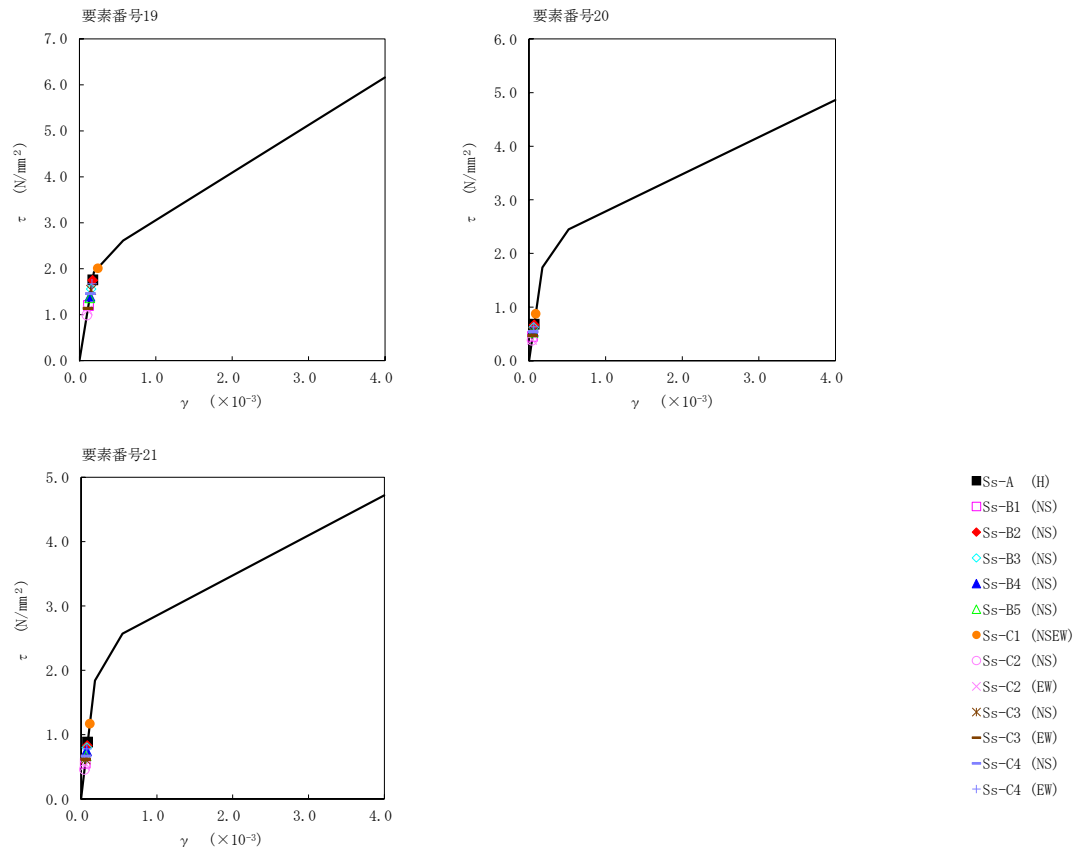 要素番号19
7.0
6.0
5.0
4.0
3.0
2.0
1.0
0.0
τ (N/mm²)
0.0 1.0 2.0 3.0 4.0
γ (×10⁻³)
要素番号20
6.0
5.0
4.0
3.0
2.0
1.0
0.0
τ (N/mm²)
0.0 1.0 2.0 3.0 4.0
γ (×10⁻³)
要素番号21
5.0
4.0
3.0
2.0
1.0
0.0
τ (N/mm²)
0.0 1.0 2.0 3.0 4.0
γ (×10⁻³)
Ss-A (H)
Ss-B1 (NS)
Ss-B2 (NS)
Ss-B3 (NS)
Ss-B4 (NS)
Ss-B5 (NS)
Ss-C1 (NSEW)
Ss-C2 (NS)
Ss-C2 (EW)
Ss-C3 (NS)
Ss-C3 (EW)
Ss-C4 (NS)
Ss-C4 (EW)